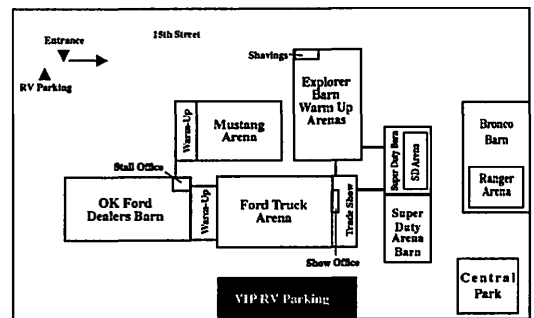 15th Street
Entrance
RV Parking
Shavings
Explorer
Barn
Warm Up
Arenas
Warm-Up
Mustang
Arena
Super Duty Barn
SD Arena
Bronco
Barn
Ranger
Arena
Stall Office
OK Ford
Dealers Barn
Warm-Up
Ford Truck
Arena
Trade Show
Super
Duty
Arena
Barn
Show Office
Central
Park
VIP RV Parking